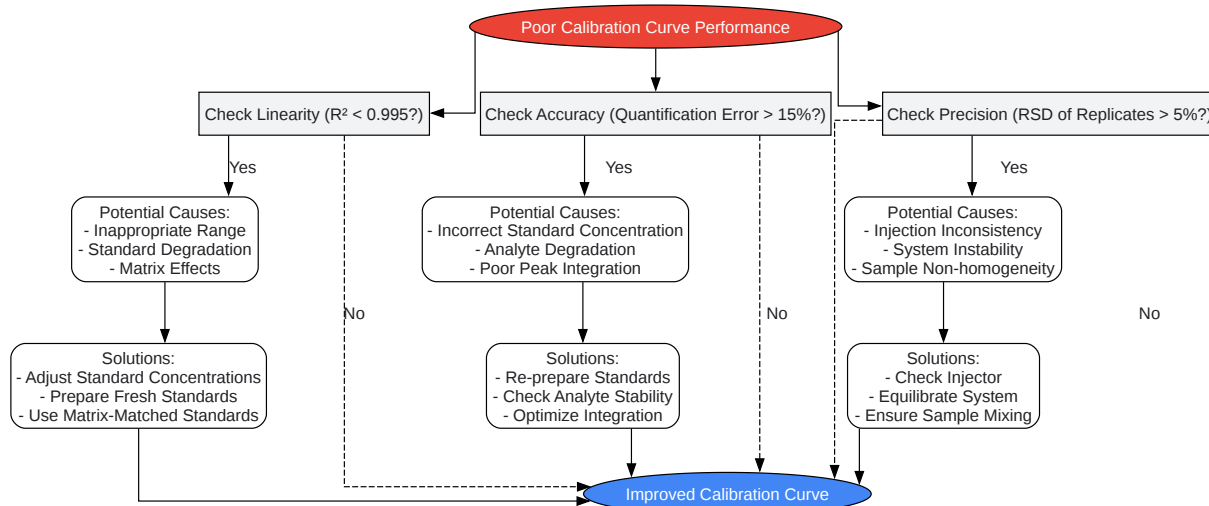 Poor Calibration Curve Performance
Check Linearity (R² < 0.995?)
Check Accuracy (Quantification Error > 15%?)
Check Precision (RSD of Replicates > 5%?)
Yes
Yes
Yes
Potential Causes:
- Inappropriate Range
- Standard Degradation
- Matrix Effects
Potential Causes:
- Incorrect Standard Concentration
- Analyte Degradation
- Poor Peak Integration
Potential Causes:
- Injection Inconsistency
- System Instability
- Sample Non-homogeneity
No
No
No
Solutions:
- Adjust Standard Concentrations
- Prepare Fresh Standards
- Use Matrix-Matched Standards
Solutions:
- Re-prepare Standards
- Check Analyte Stability
- Optimize Integration
Solutions:
- Check Injector
- Equilibrate System
- Ensure Sample Mixing
Improved Calibration Curve